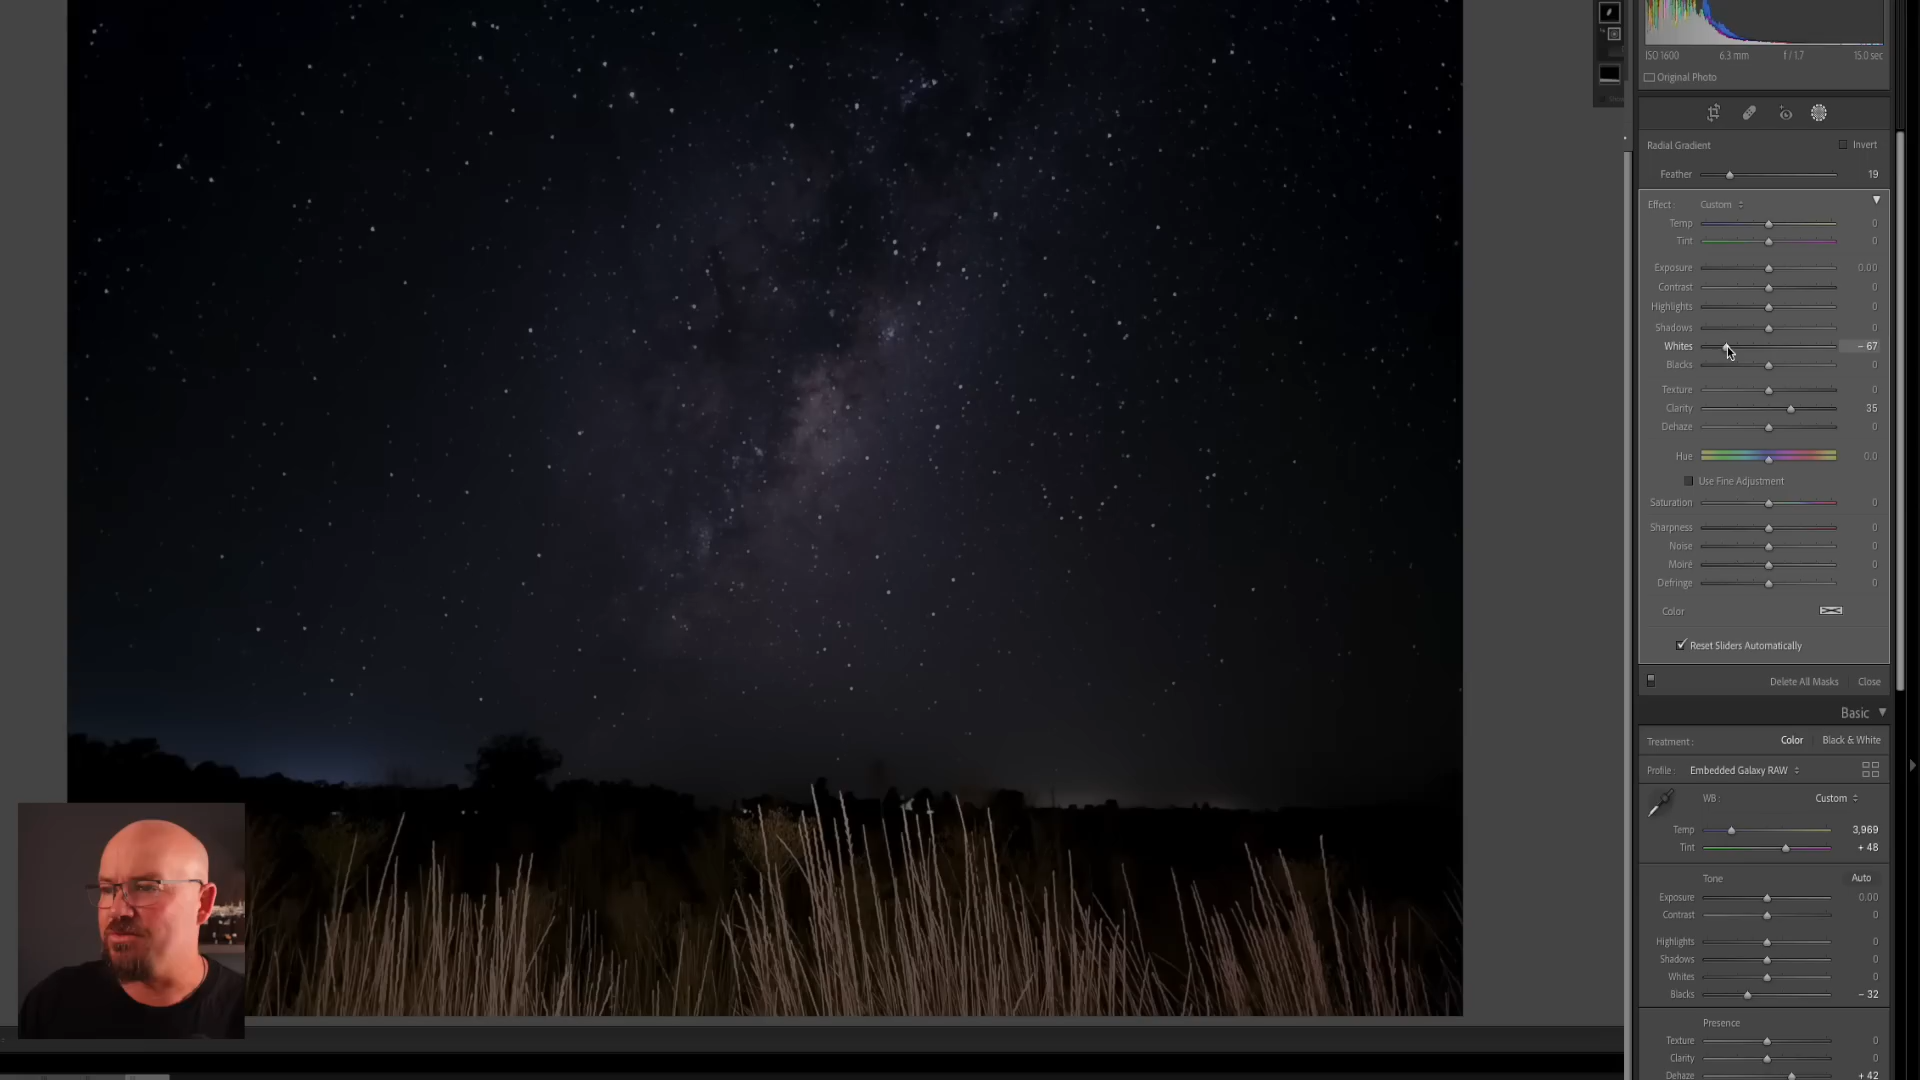 ISO 1600 6.3 mm f / 1.7 15.0 sec
Original Photo
Radial Gradient Invert
Feather 19
Effect : Custom
Temp 0
Tint 0
Exposure 0.00
Contrast 0
Highlights 0
Shadows 0
Whites – 67
Blacks 0
Texture 0
Clarity 35
Dehaze 0
Hue 0.0
Use Fine Adjustment
Saturation 0
Sharpness 0
Noise 0
Moiré 0
Defringe 0
Color
Reset Sliders Automatically
Delete All Masks Close
Basic
Treatment : Color Black & White
Profile : Embedded Galaxy RAW
WB : Custom
Temp 3,969
Tint + 48
Tone Auto
Exposure 0.00
Contrast 0
Highlights 0
Shadows 0
Whites 0
Blacks – 32
Presence
Texture 0
Clarity 0
Dehaze + 42